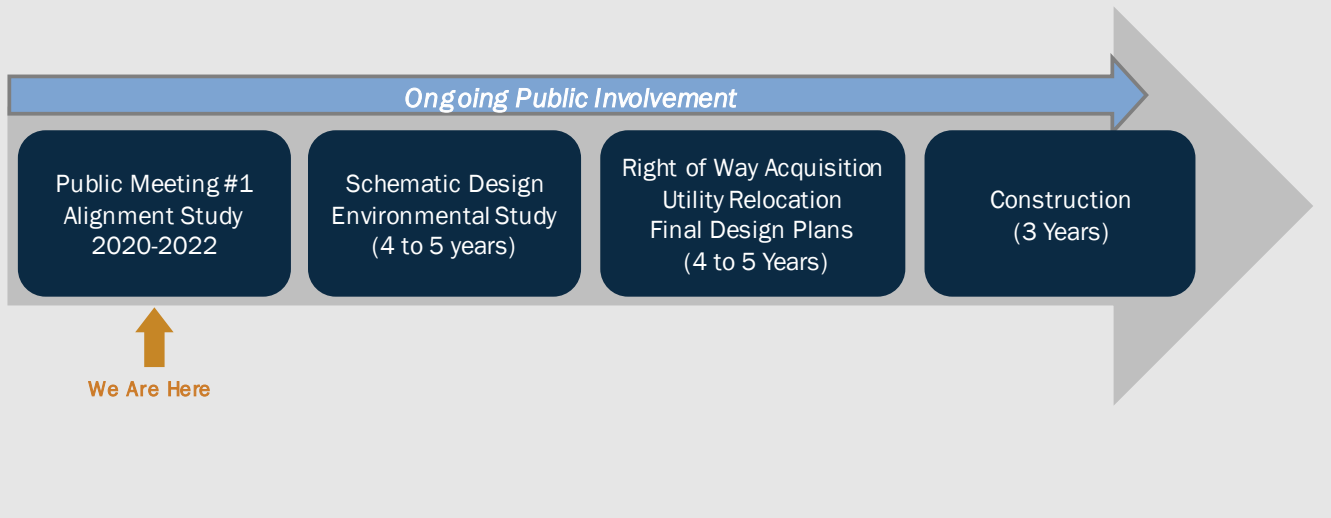 Ongoing Public Involvement
Public Meeting #1
Alignment Study
2020-2022
Schematic Design
Environmental Study
(4 to 5 years)
Right of Way Acquisition
Utility Relocation
Final Design Plans
(4 to 5 Years)
Construction
(3 Years)
We Are Here